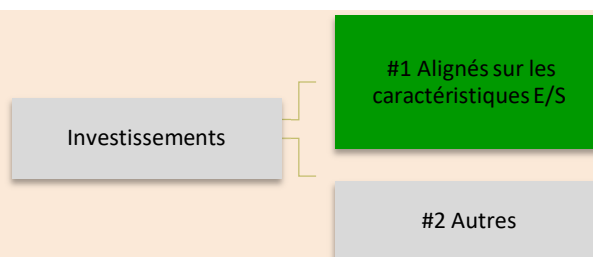 #1 Alignés sur les
caractéristiques E/S
Investissements
#2 Autres